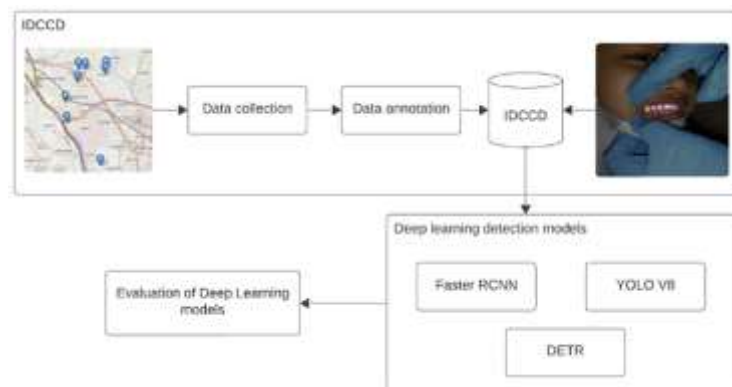 IDCCD
Data collection
Data annotation
IDCCD
Deep learning detection models
Faster RCNN
YOLO V8
DETR
Evaluation of Deep Learning
models